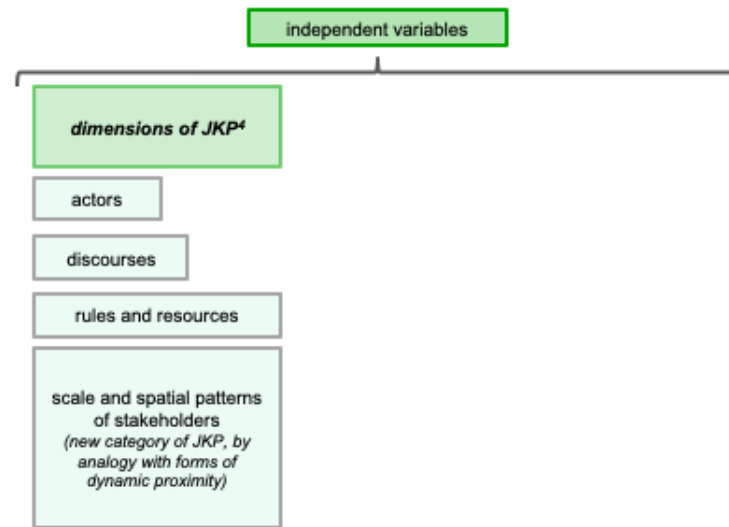 independent variables
dimensions of JKP⁴
actors
discourses
rules and resources
scale and spatial patterns
of stakeholders
(new category of JKP, by
analogy with forms of
dynamic proximity)